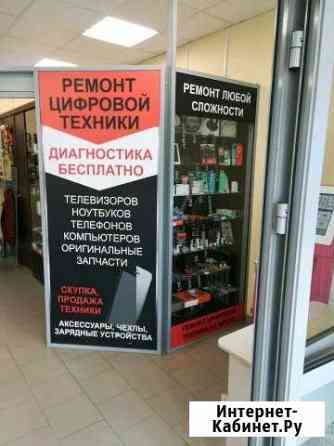 РЕМОНТ
ЦИФРОВОЙ
ТЕХНИКИ
ДИАГНОСТИКА
БЕСПЛАТНО
ТЕЛЕВИЗОРОВ
НОУТБУКОВ
ТЕЛЕФОНОВ
КОМПЬЮТЕРОВ
ОРИГИНАЛЬНЫЕ
ЗАПЧАСТИ
СКУПКА,
ПРОДАЖА
ТЕХНИКИ
АКСЕССУАРЫ, ЧЕХЛЫ,
ЗАРЯДНЫЕ УСТРОЙСТВА
РЕМОНТ ЛЮБОЙ
СЛОЖНОСТИ
Интернет-
Кабинет.Ру